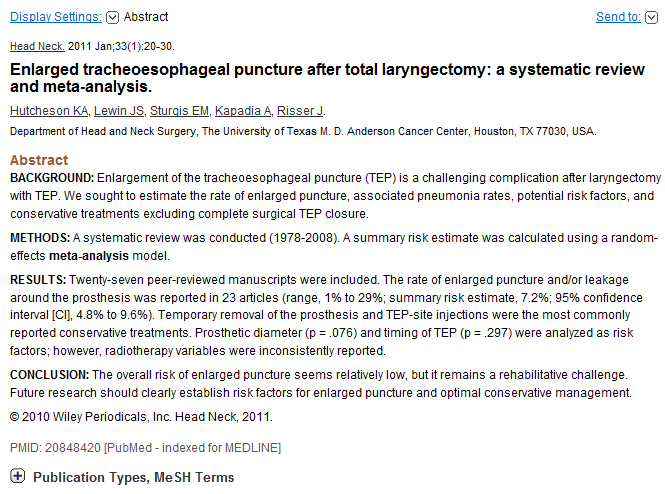 Display Settings: Abstract Send to:
Head Neck. 2011 Jan;33(1):20-30.
Enlarged tracheoesophageal puncture after total laryngectomy: a systematic review
and meta-analysis.
Hutcheson KA, Lewin JS, Sturgis EM, Kapadia A, Risser J.
Department of Head and Neck Surgery, The University of Texas M. D. Anderson Cancer Center, Houston, TX 77030, USA.
Abstract
BACKGROUND: Enlargement of the tracheoesophageal puncture (TEP) is a challenging complication after laryngectomy
with TEP. We sought to estimate the rate of enlarged puncture, associated pneumonia rates, potential risk factors, and
conservative treatments excluding complete surgical TEP closure.
METHODS: A systematic review was conducted (1978-2008). A summary risk estimate was calculated using a random-
effects meta-analysis model.
RESULTS: Twenty-seven peer-reviewed manuscripts were included. The rate of enlarged puncture and/or leakage
around the prosthesis was reported in 23 articles (range, 1% to 29%; summary risk estimate, 7.2%; 95% confidence
interval [CI], 4.8% to 9.6%). Temporary removal of the prosthesis and TEP-site injections were the most commonly
reported conservative treatments. Prosthetic diameter (p = .076) and timing of TEP (p = .297) were analyzed as risk
factors; however, radiotherapy variables were inconsistently reported.
CONCLUSION: The overall risk of enlarged puncture seems relatively low, but it remains a rehabilitative challenge.
Future research should clearly establish risk factors for enlarged puncture and optimal conservative management.
© 2010 Wiley Periodicals, Inc. Head Neck, 2011.
PMID: 20848420 [PubMed - indexed for MEDLINE]
Publication Types, MeSH Terms